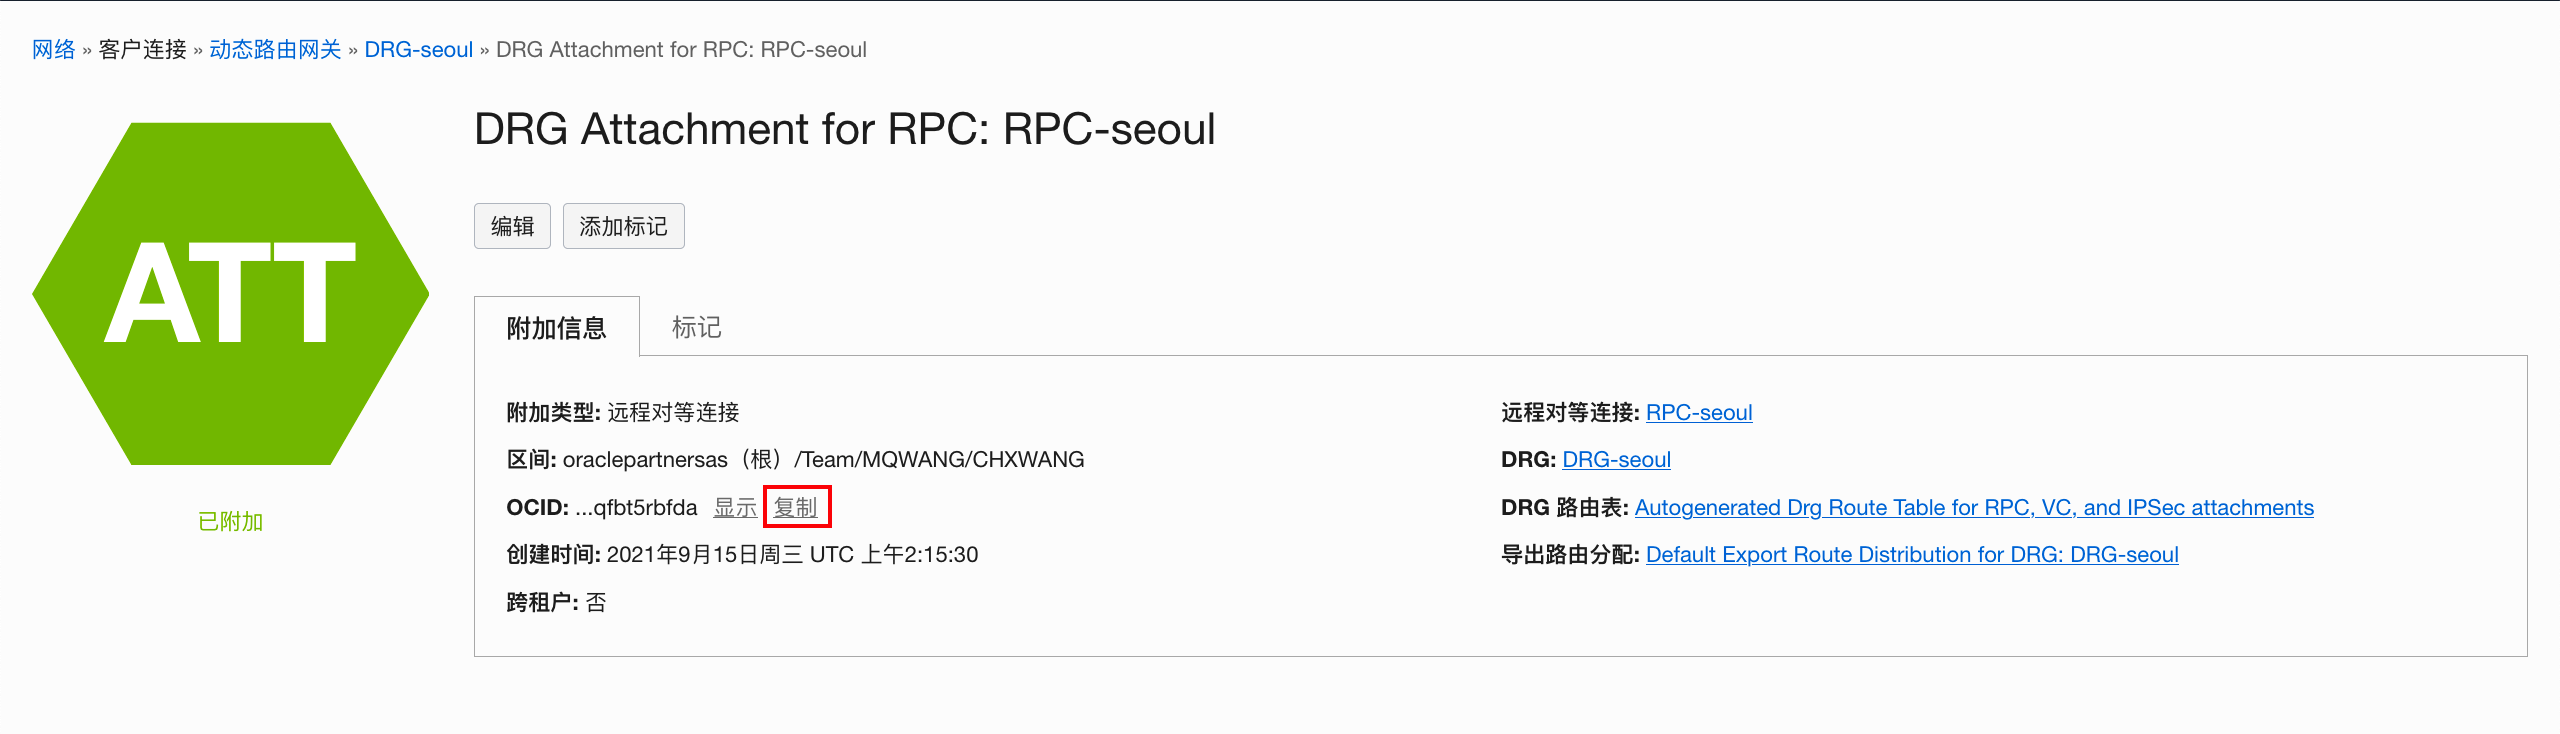 网络 » 客户连接 » 动态路由网关 » DRG-seoul » DRG Attachment for RPC: RPC-seoul
ATT
已附加
DRG Attachment for RPC: RPC-seoul
编辑 添加标记
附加信息 标记
附加类型: 远程对等连接
区间: oraclepartnersas（根）/Team/MQWANG/CHXWANG
OCID: ...qfbt5rbfda 显示 复制
创建时间: 2021年9月15日周三 UTC 上午2:15:30
跨租户: 否
远程对等连接: RPC-seoul
DRG: DRG-seoul
DRG 路由表: Autogenerated Drg Route Table for RPC, VC, and IPSec attachments
导出路由分配: Default Export Route Distribution for DRG: DRG-seoul